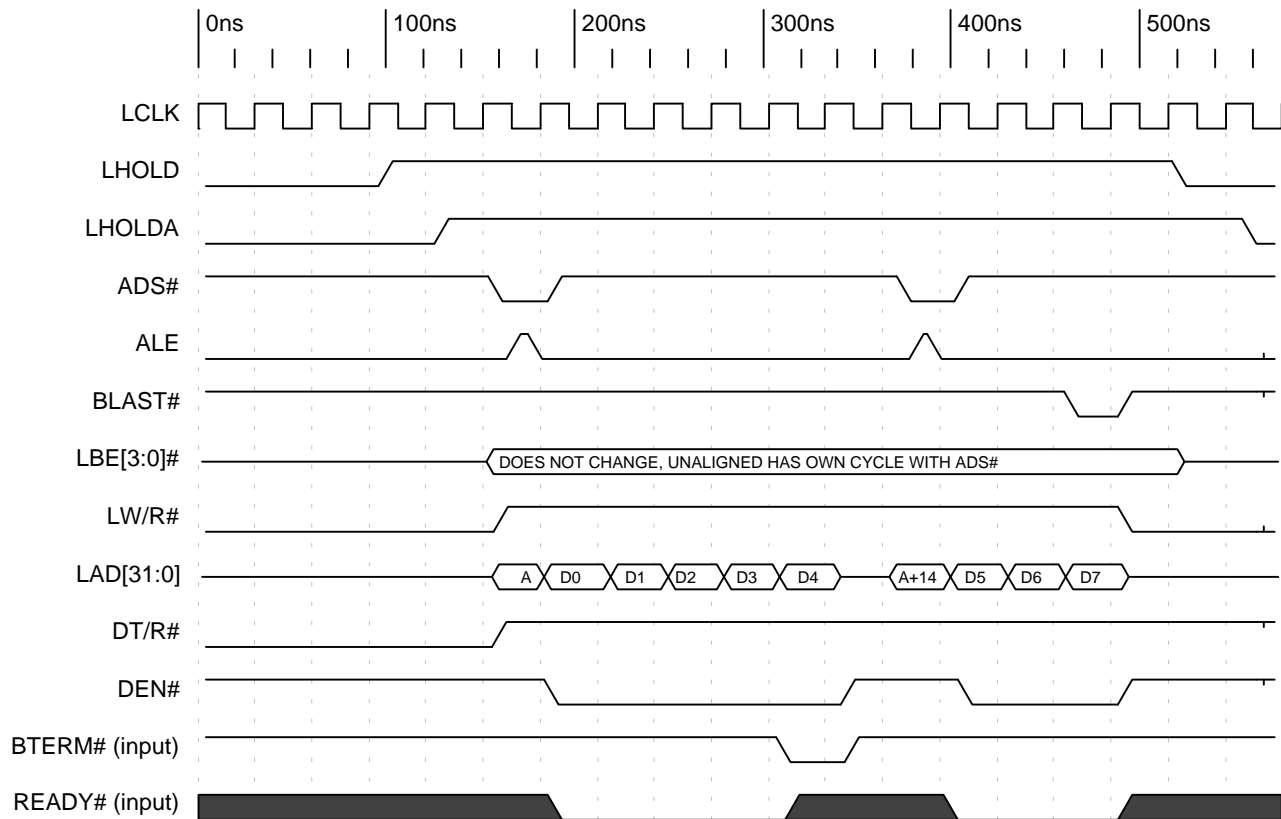 0ns 100ns 200ns 300ns 400ns 500ns
LCLK
LHOLD
LHOLDA
ADS#
ALE
BLAST#
LBE[3:0]# DOES NOT CHANGE, UNALIGNED HAS OWN CYCLE WITH ADS#
LW/R#
LAD[31:0] A D0 D1 D2 D3 D4 A+14 D5 D6 D7
DT/R#
DEN#
BTERM# (input)
READY# (input)